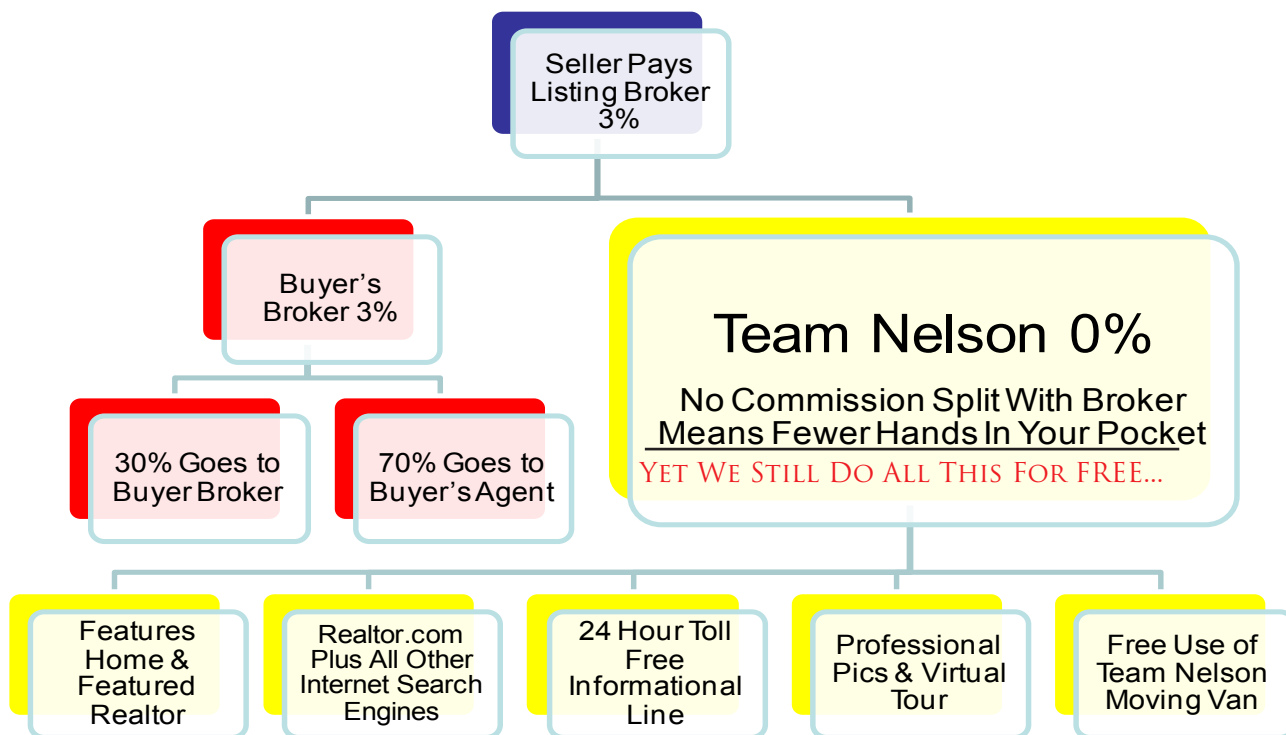 Seller Pays
Listing Broker
3%
Buyer's
Broker 3%
Team Nelson 0%
No Commission Split With Broker
Means Fewer Hands In Your Pocket
YET WE STILL DO ALL THIS FOR FREE...
30% Goes to
Buyer Broker
70% Goes to
Buyer's Agent
Features
Home &
Featured
Realtor
Realtor.com
Plus All Other
Internet Search
Engines
24 Hour Toll
Free
Informational
Line
Professional
Pics & Virtual
Tour
Free Use of
Team Nelson
Moving Van